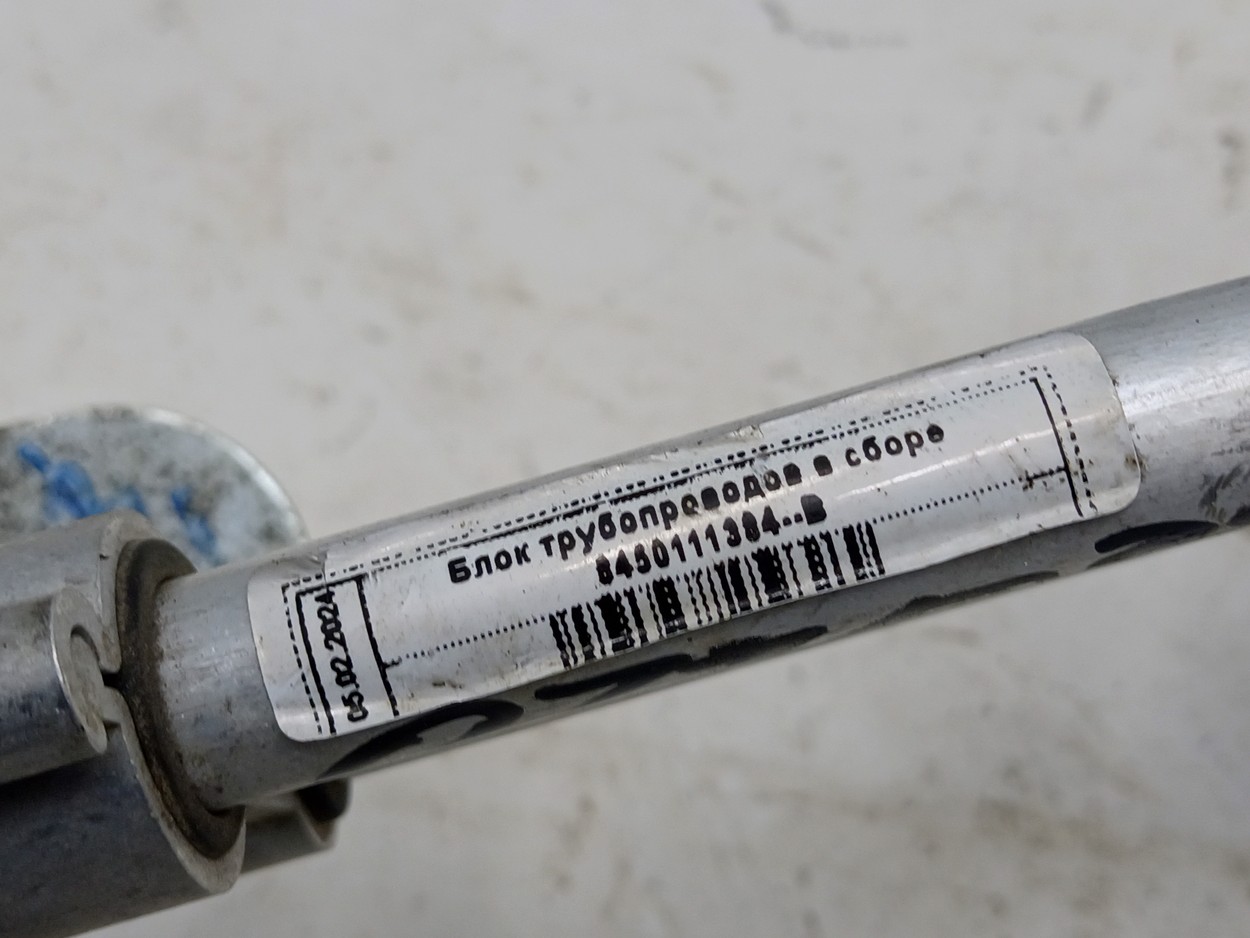 Блок трубопроводов в сборе
8450111384--B
05.02.2024